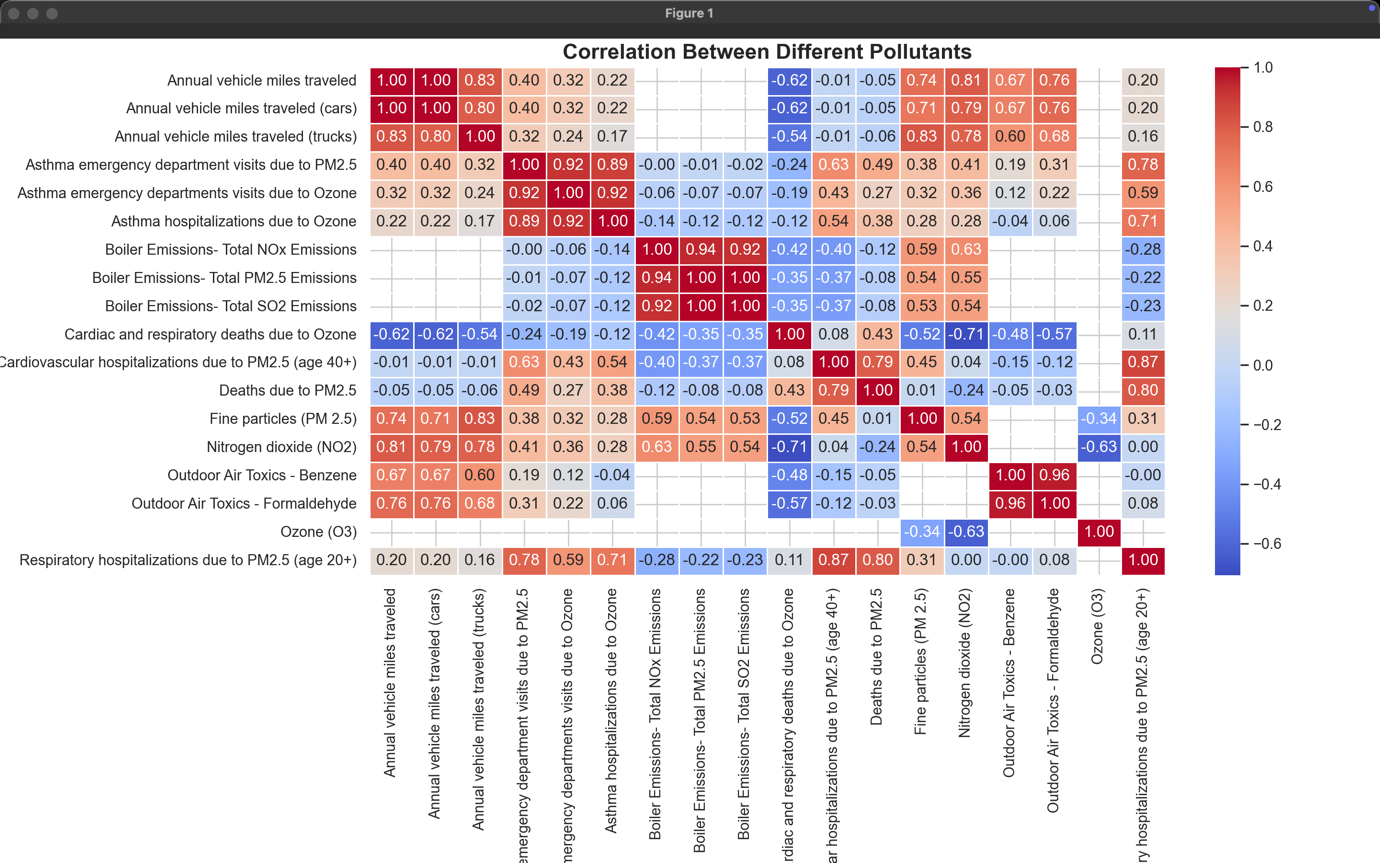 Figure 1
Correlation Between Different Pollutants
Annual vehicle miles traveled 1.00 1.00 0.83 0.40 0.32 0.22 -0.62 -0.01 -0.05 0.74 0.81 0.67 0.76 0.20
Annual vehicle miles traveled (cars) 1.00 1.00 0.80 0.40 0.32 0.22 -0.62 -0.01 -0.05 0.71 0.79 0.67 0.76 0.20
Annual vehicle miles traveled (trucks) 0.83 0.80 1.00 0.32 0.24 0.17 -0.54 -0.01 -0.06 0.83 0.78 0.60 0.68 0.16
Asthma emergency department visits due to PM2.5 0.40 0.40 0.32 1.00 0.92 0.89 -0.00 -0.01 -0.02 -0.24 0.63 0.49 0.38 0.41 0.19 0.31 0.78
Asthma emergency departments visits due to Ozone 0.32 0.32 0.24 0.92 1.00 0.92 -0.06 -0.07 -0.07 -0.19 0.43 0.27 0.32 0.36 0.12 0.22 0.59
Asthma hospitalizations due to Ozone 0.22 0.22 0.17 0.89 0.92 1.00 -0.14 -0.12 -0.12 -0.12 0.54 0.38 0.28 0.28 -0.04 0.06 0.71
Boiler Emissions- Total NOx Emissions -0.00 -0.06 -0.14 1.00 0.94 0.92 -0.42 -0.40 -0.12 0.59 0.63 -0.28
Boiler Emissions- Total PM2.5 Emissions -0.01 -0.07 -0.12 0.94 1.00 1.00 -0.35 -0.37 -0.08 0.54 0.55 -0.22
Boiler Emissions- Total SO2 Emissions -0.02 -0.07 -0.12 0.92 1.00 1.00 -0.35 -0.37 -0.08 0.53 0.54 -0.23
Cardiac and respiratory deaths due to Ozone -0.62 -0.62 -0.54 -0.24 -0.19 -0.12 -0.42 -0.35 -0.35 1.00 0.08 0.43 -0.52 -0.71 -0.48 -0.57 0.11
Cardiovascular hospitalizations due to PM2.5 (age 40+) -0.01 -0.01 -0.01 0.63 0.43 0.54 -0.40 -0.37 -0.37 0.08 1.00 0.79 0.45 0.04 -0.15 -0.12 0.87
Deaths due to PM2.5 -0.05 -0.05 -0.06 0.49 0.27 0.38 -0.12 -0.08 -0.08 0.43 0.79 1.00 0.01 -0.24 -0.05 -0.03 0.80
Fine particles (PM 2.5) 0.74 0.71 0.83 0.38 0.32 0.28 0.59 0.54 0.53 -0.52 0.45 0.01 1.00 0.54 -0.34 0.31
Nitrogen dioxide (NO2) 0.81 0.79 0.78 0.41 0.36 0.28 0.63 0.55 0.54 -0.71 0.04 -0.24 0.54 1.00 -0.63 0.00
Outdoor Air Toxics - Benzene 0.67 0.67 0.60 0.19 0.12 -0.04 -0.48 -0.15 -0.05 1.00 0.96 -0.00
Outdoor Air Toxics - Formaldehyde 0.76 0.76 0.68 0.31 0.22 0.06 -0.57 -0.12 -0.03 0.96 1.00 0.08
Ozone (O3) -0.34 -0.63 1.00
Respiratory hospitalizations due to PM2.5 (age 20+) 0.20 0.20 0.16 0.78 0.59 0.71 -0.28 -0.22 -0.23 0.11 0.87 0.80 0.31 0.00 -0.00 0.08 1.00
Annual vehicle miles traveled
Annual vehicle miles traveled (cars)
Annual vehicle miles traveled (trucks)
emergency department visits due to PM2.5
mergency departments visits due to Ozone
Asthma hospitalizations due to Ozone
Boiler Emissions- Total NOx Emissions
Boiler Emissions- Total PM2.5 Emissions
Boiler Emissions- Total SO2 Emissions
rdiac and respiratory deaths due to Ozone
ar hospitalizations due to PM2.5 (age 40+)
Deaths due to PM2.5
Fine particles (PM 2.5)
Nitrogen dioxide (NO2)
Outdoor Air Toxics - Benzene
Outdoor Air Toxics - Formaldehyde
Ozone (O3)
ry hospitalizations due to PM2.5 (age 20+)
1.0
0.8
0.6
0.4
0.2
0.0
−0.2
−0.4
−0.6